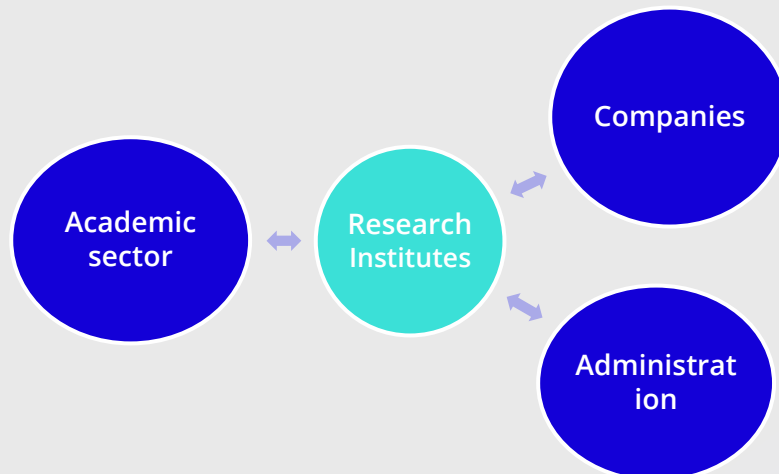 Academic
sector
Research
Institutes
Companies
Administrat
ion